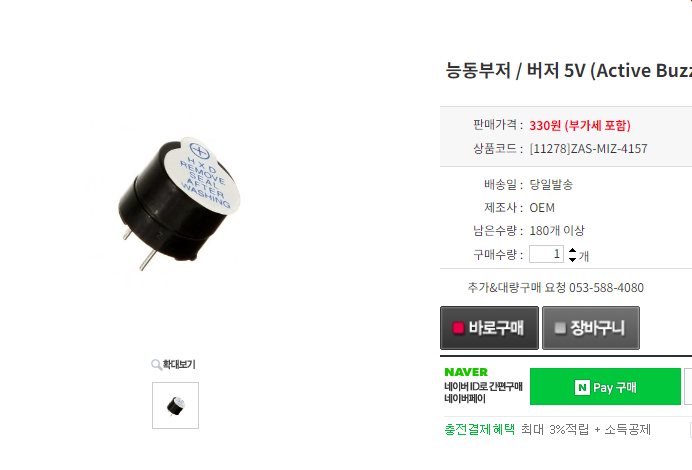 능동부저 / 버저 5V (Active Buzz
판매가격 : 330원 (부가세 포함)
상품코드 : [11278]ZAS-MIZ-4157
배송일 : 당일발송
제조사 : OEM
남은수량 : 180개 이상
구매수량 : 1 개
추가&대량구매 요청 053-588-4080
바로구매 장바구니
NAVER
네이버 ID로 간편구매
네이버페이
N Pay 구매
충전결제 혜택 최대 3%적립 + 소득공제
H X D
REMOVE
SEAL
AFTER
WASHING
확대보기